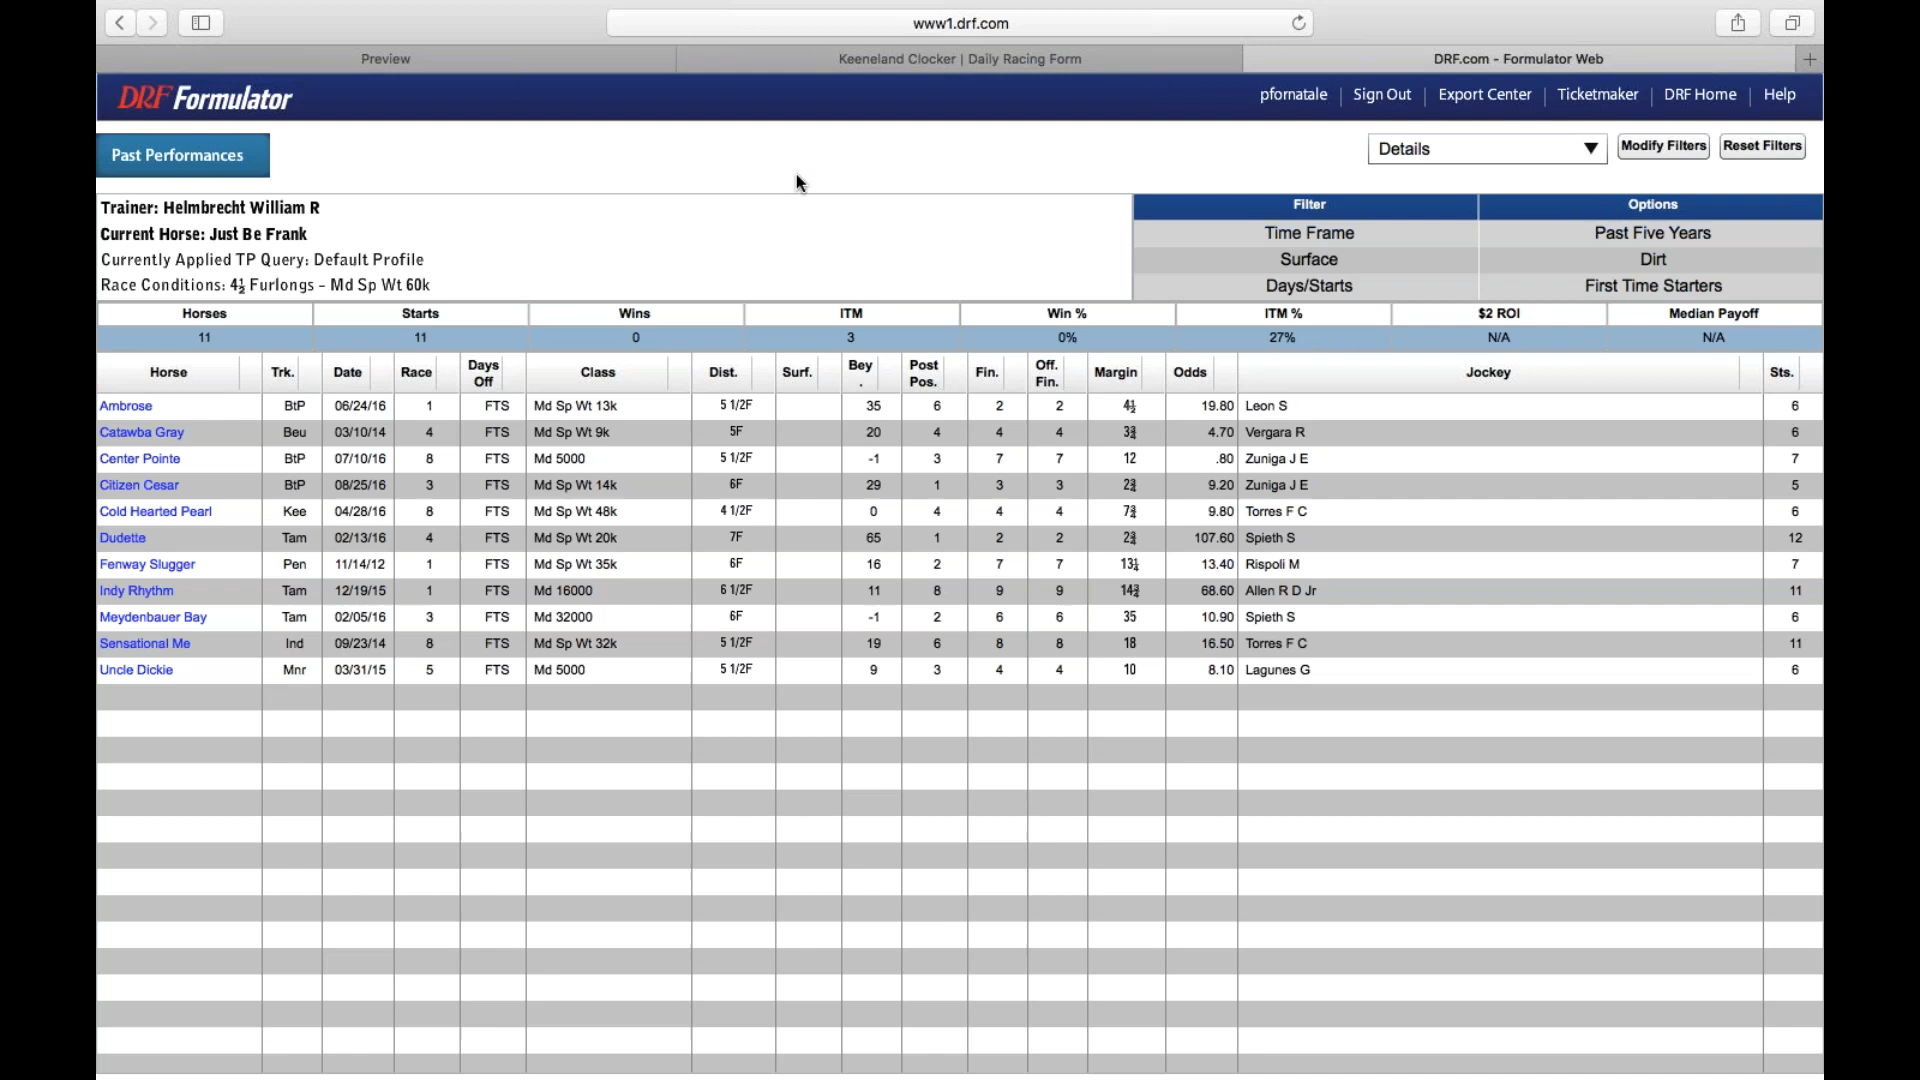 www1.drf.com
Preview
Keeneland Clocker | Daily Racing Form
DRF.com - Formulator Web
DRF Formulator
pfornatale | Sign Out | Export Center | Ticketmaker | DRF Home | Help
Past Performances
Details
Modify Filters
Reset Filters
Trainer: Helmbrecht William R
Current Horse: Just Be Frank
Currently Applied TP Query: Default Profile
Race Conditions: 4½ Furlongs - Md Sp Wt 60k
Filter Options
Time Frame Past Five Years
Surface Dirt
Days/Starts First Time Starters
Horses Starts Wins ITM Win % ITM % $2 ROI Median Payoff
11 11 0 3 0% 27% N/A N/A
Horse Trk. Date Race Days Off Class Dist. Surf. Bey. Post Pos. Fin. Off. Fin. Margin Odds Jockey Sts.
Ambrose BtP 06/24/16 1 FTS Md Sp Wt 13k 5 1/2F 35 6 2 2 4½ 19.80 Leon S 6
Catawba Gray Beu 03/10/14 4 FTS Md Sp Wt 9k 5F 20 4 4 4 3¾ 4.70 Vergara R 6
Center Pointe BtP 07/10/16 8 FTS Md 5000 5 1/2F -1 3 7 7 12 .80 Zuniga J E 7
Citizen Cesar BtP 08/25/16 3 FTS Md Sp Wt 14k 6F 29 1 3 3 2¾ 9.20 Zuniga J E 5
Cold Hearted Pearl Kee 04/28/16 8 FTS Md Sp Wt 48k 4 1/2F 0 4 4 4 7¾ 9.80 Torres F C 6
Dudette Tam 02/13/16 4 FTS Md Sp Wt 20k 7F 65 1 2 2 2¾ 107.60 Spieth S 12
Fenway Slugger Pen 11/14/12 1 FTS Md Sp Wt 35k 6F 16 2 7 7 13¼ 13.40 Rispoli M 7
Indy Rhythm Tam 12/19/15 1 FTS Md 16000 6 1/2F 11 8 9 9 14¾ 68.60 Allen R D Jr 11
Meydenbauer Bay Tam 02/05/16 3 FTS Md 32000 6F -1 2 6 6 35 10.90 Spieth S 6
Sensational Me Ind 09/23/14 8 FTS Md Sp Wt 32k 5 1/2F 19 6 8 8 18 16.50 Torres F C 11
Uncle Dickie Mnr 03/31/15 5 FTS Md 5000 5 1/2F 9 3 4 4 10 8.10 Lagunes G 6